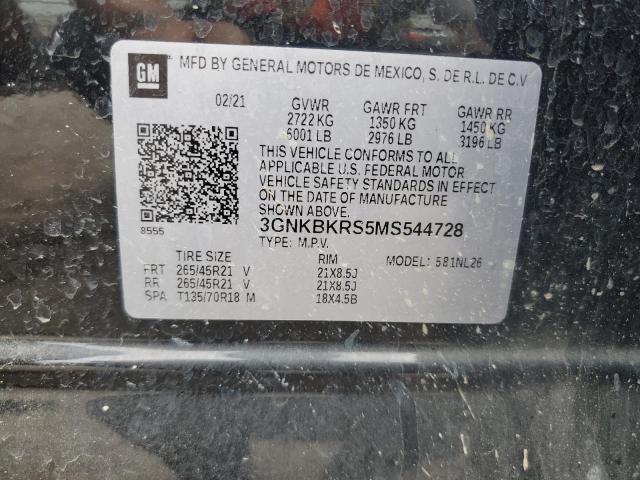 GM
MFD BY GENERAL MOTORS DE MEXICO, S. DE R.L. DE C.V
02/21 GVWR GAWR FRT GAWR RR
2722 KG 1350 KG 1450 KG
6001 LB 2976 LB 3196 LB
THIS VEHICLE CONFORMS TO ALL
APPLICABLE U.S. FEDERAL MOTOR
VEHICLE SAFETY STANDARDS IN EFFECT
ON THE DATE OF MANUFACTURE
SHOWN ABOVE.
8555
3GNKBKRS5MS544728
TYPE: M.P.V.
TIRE SIZE RIM MODEL: 581NL26
FRT 265/45R21 V 21X8.5J
RR 265/45R21 V 21X8.5J
SPA T135/70R18 M 18X4.5B